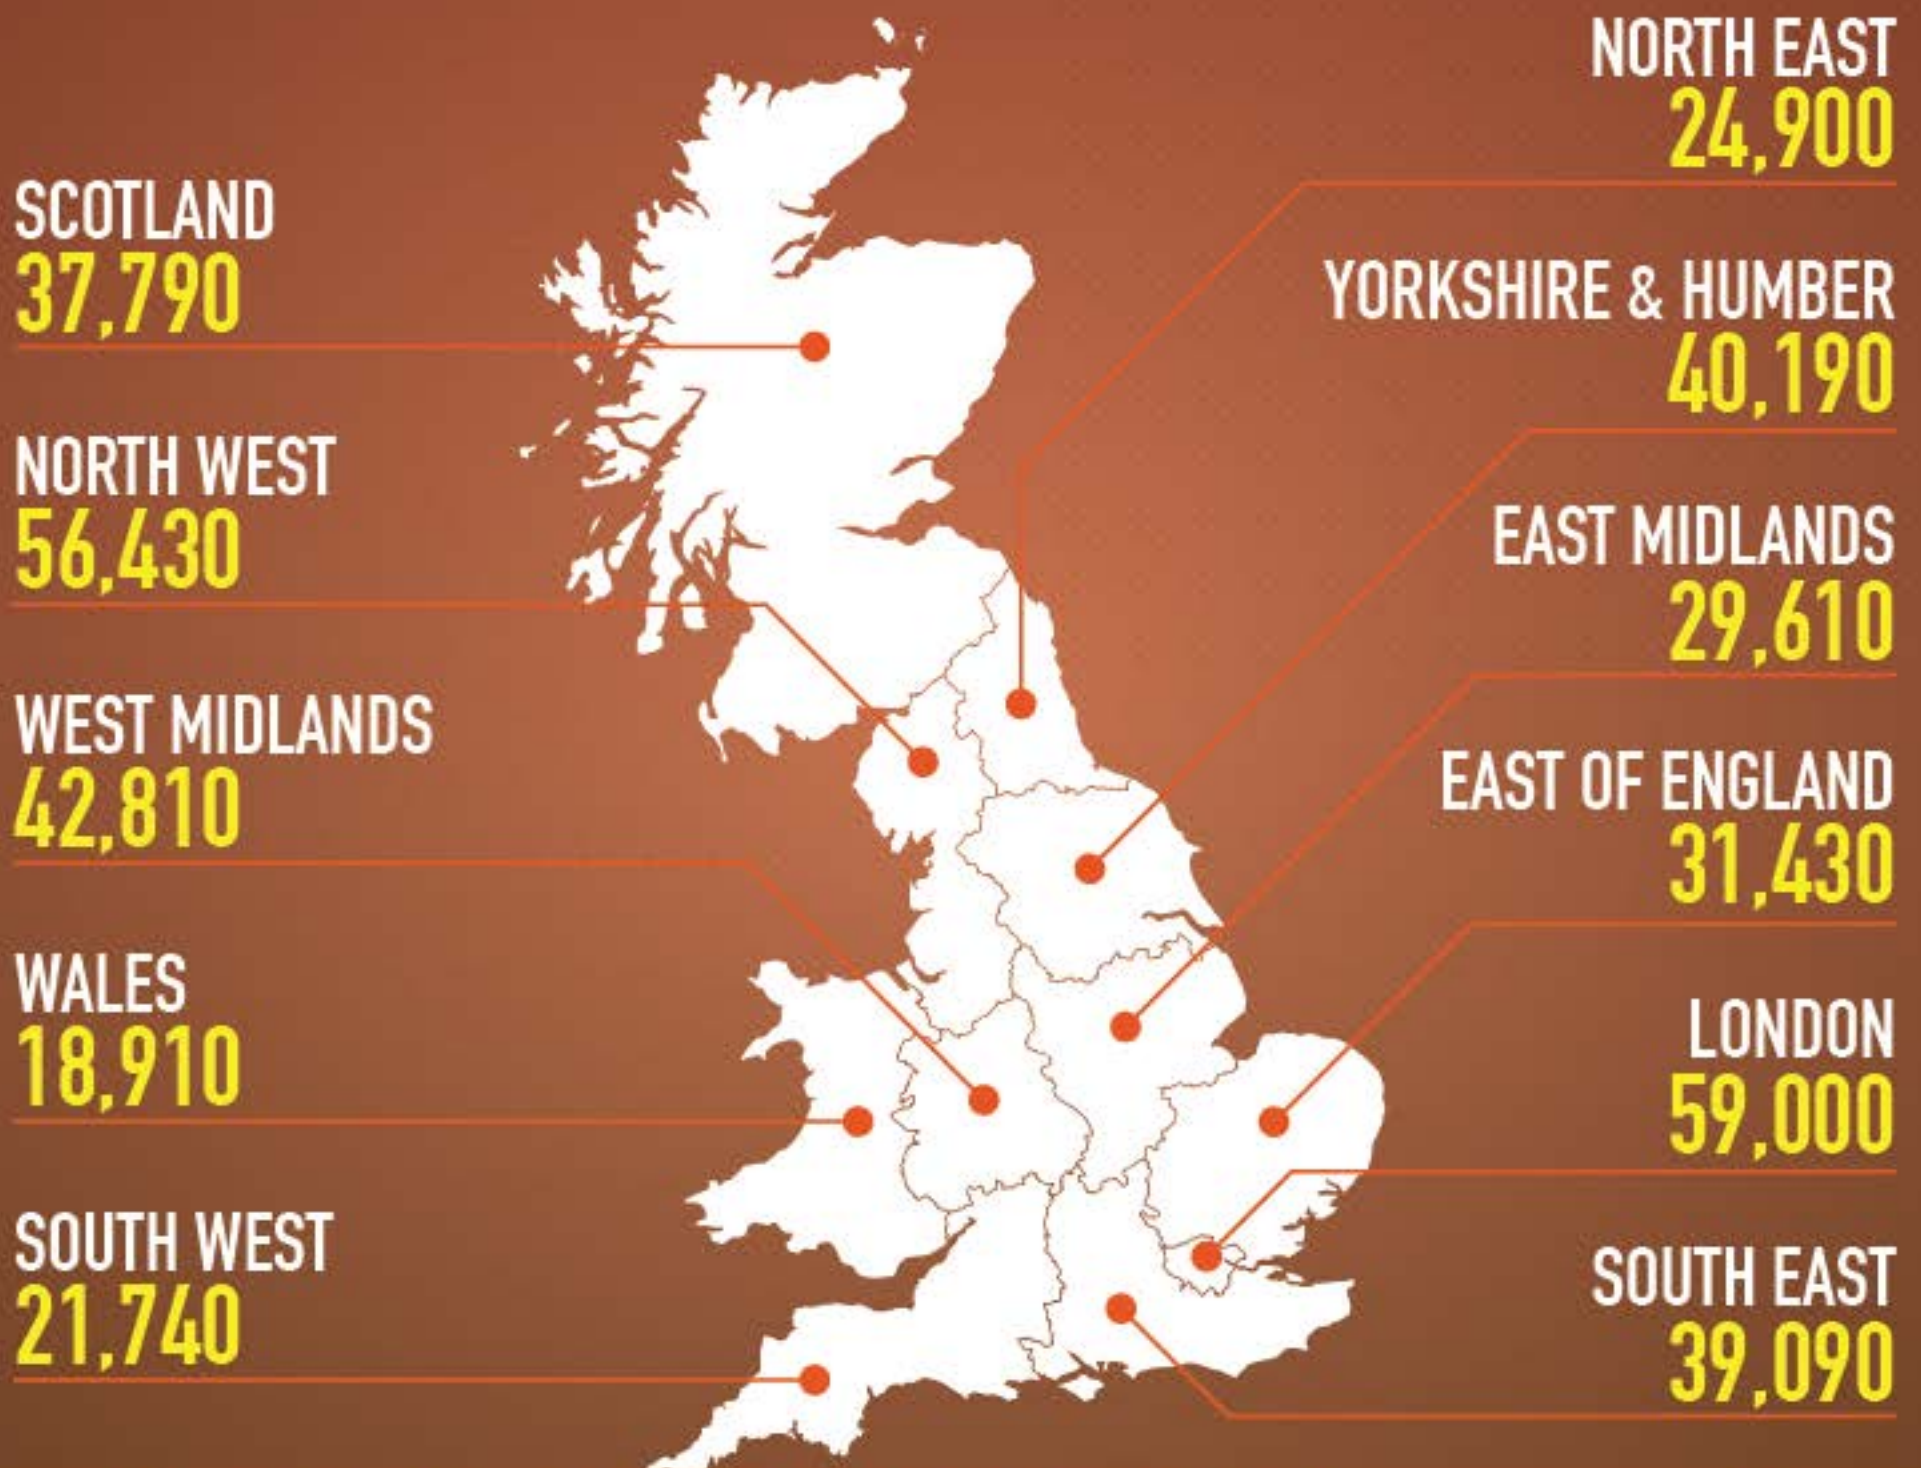 SCOTLAND
37,790
NORTH WEST
56,430
WEST MIDLANDS
42,810
WALES
18,910
SOUTH WEST
21,740
NORTH EAST
24,900
YORKSHIRE & HUMBER
40,190
EAST MIDLANDS
29,610
EAST OF ENGLAND
31,430
LONDON
59,000
SOUTH EAST
39,090